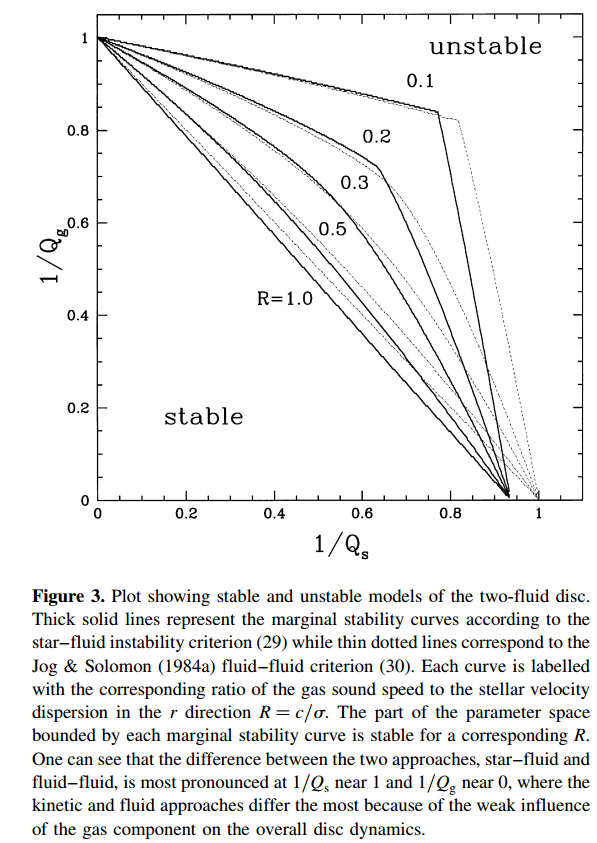 unstable
1
0.1
0.8
0.2
0.3
0.6
0.5
1/Qg
R=1.0
0.4
0.2
stable
0
0 0.2 0.4 0.6 0.8 1
1/Qs
Figure 3. Plot showing stable and unstable models of the two-fluid disc.
Thick solid lines represent the marginal stability curves according to the
star–fluid instability criterion (29) while thin dotted lines correspond to the
Jog & Solomon (1984a) fluid–fluid criterion (30). Each curve is labelled
with the corresponding ratio of the gas sound speed to the stellar velocity
dispersion in the r direction R = c/σ. The part of the parameter space
bounded by each marginal stability curve is stable for a corresponding R.
One can see that the difference between the two approaches, star–fluid and
fluid–fluid, is most pronounced at 1/Qs near 1 and 1/Qg near 0, where the
kinetic and fluid approaches differ the most because of the weak influence
of the gas component on the overall disc dynamics.